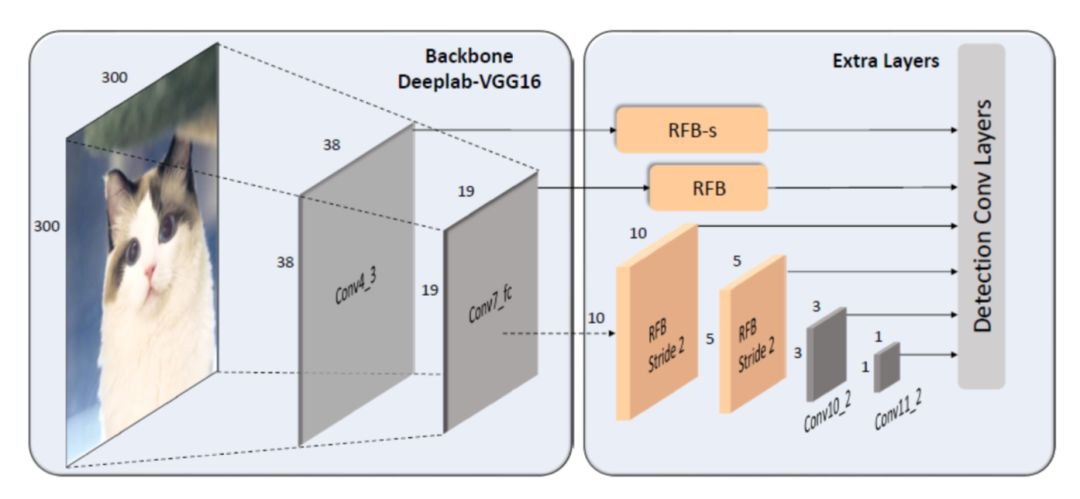 Backbone
Deeplab-VGG16
300
300
38
38
Conv4_3
19
19
Conv7_fc
Extra Layers
RFB-s
RFB
10
10
RFB
Stride 2
5
5
RFB
Stride 2
3
3
Conv10_2
1
1
Conv11_2
Detection Conv Layers